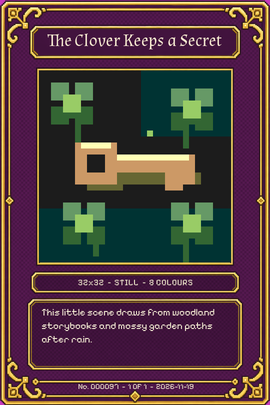 The Clover Keeps a Secret
32x32 - STILL - 8 COLOURS
This little scene draws from woodland
storybooks and mossy garden paths
after rain.
No. 000097 - 1 OF 1 - 2026-11-19